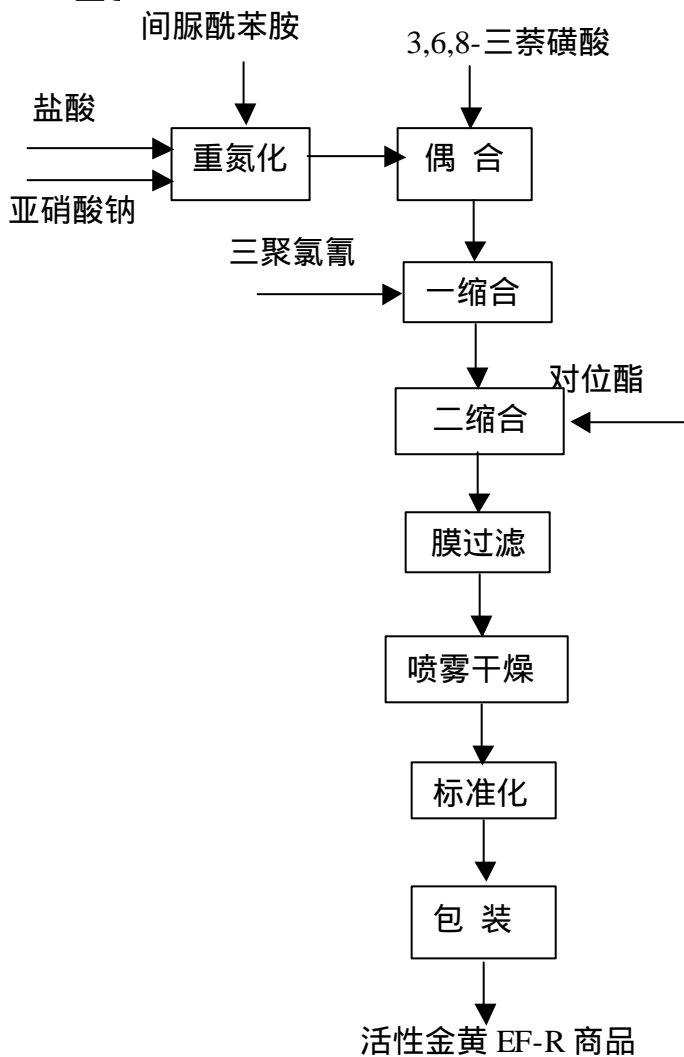 间脲酰苯胺
3,6,8-三萘磺酸
盐酸
重氮化
偶 合
亚硝酸钠
三聚氯氰
一缩合
对位酯
二缩合
膜过滤
喷雾干燥
标准化
包 装
活性金黄 EF-R 商品